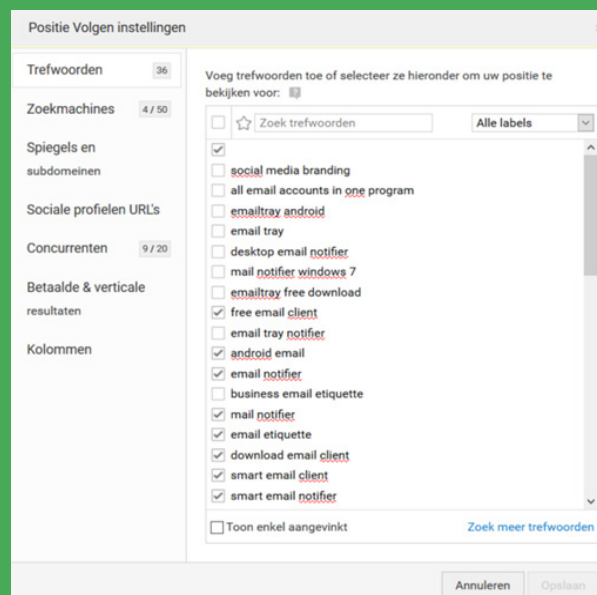 Positie Volgen instellingen
Trefwoorden 36
Zoekmachines 4 / 50
Spiegels en
subdomeinen
Sociale profielen URL's
Concurrenten 9 / 20
Betaalde & verticale
resultaten
Kolommen
Voeg trefwoorden toe of selecteer ze hieronder om uw positie te
bekijken voor: ?
Zoek trefwoorden Alle labels
social media branding
all email accounts in one program
emailtray android
email tray
desktop email notifier
mail notifier windows 7
emailtray free download
free email client
email tray notifier
android email
email notifier
business email etiquette
mail notifier
email etiquette
download email client
smart email client
smart email notifier
Toon enkel aangevinkt Zoek meer trefwoorden
Annuleren Opslaan